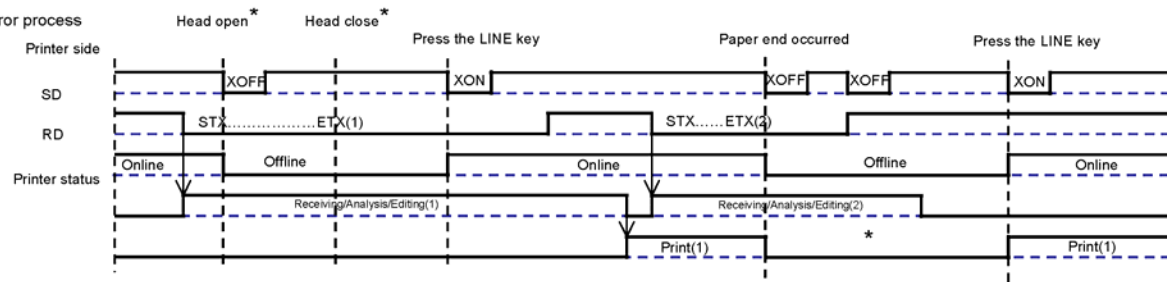 ror process
Head open*
Head close*
Printer side
Press the LINE key
Paper end occurred
Press the LINE key
XOFF
XON
XOFF
XOFF
XON
SD
STX.................ETX(1)
STX......ETX(2)
RD
Online
Offline
Online
Offline
Online
Printer status
Receiving/Analysis/Editing(1)
Receiving/Analysis/Editing(2)
Print(1)
*
Print(1)